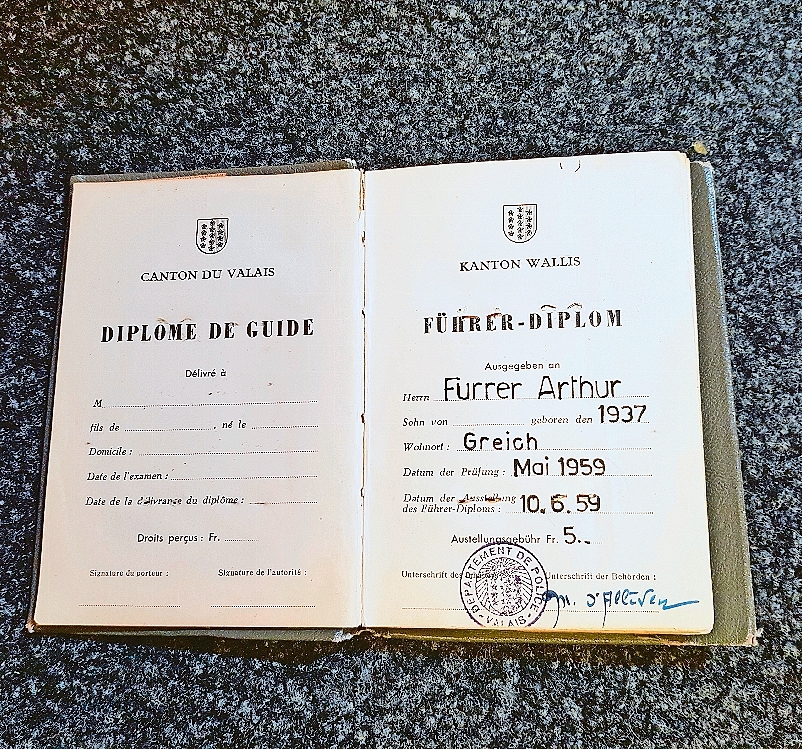 CANTON DU VALAIS
DIPLÔME DE GUIDE
Délivré à
M
fils de , né le
Domicile :
Date de l'examen :
Date de la délivrance du diplôme :
Droits perçus : Fr.
Signature du porteur : Signature de l'autorité :
KANTON WALLIS
FÜHRER-DIPLOM
Ausgegeben an
Herrn Furrer Arthur
Sohn von geboren den 1937
Wohnort : Greich
Datum der Prüfung : Mai 1959
Datum der Ausstellung
des Führer-Diploms : 10.6.59
Ausstellungsgebühr Fr. 5.-
Unterschrift des Unterschrift der Behörden :
DÉPARTEMENT DE POLICE
VALAIS